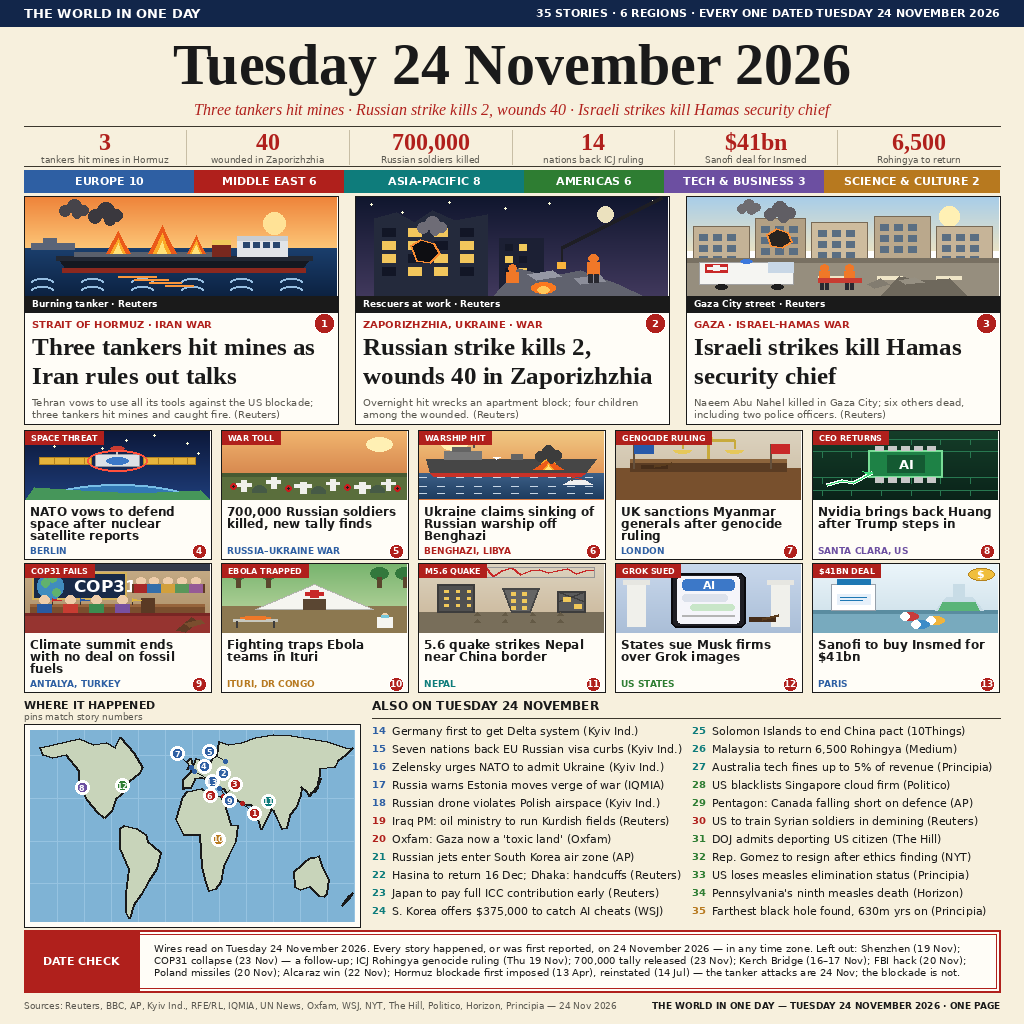 THE WORLD IN ONE DAY
35 STORIES · 6 REGIONS · EVERY ONE DATED TUESDAY 24 NOVEMBER 2026
Tuesday 24 November 2026
Three tankers hit mines · Russian strike kills 2, wounds 40 · Israeli strikes kill Hamas security chief
3
tankers hit mines in Hormuz
40
wounded in Zaporizhzhia
700,000
Russian soldiers killed
14
nations back ICJ ruling
$41bn
Sanofi deal for Insmed
6,500
Rohingya to return
EUROPE 10
MIDDLE EAST 6
ASIA-PACIFIC 8
AMERICAS 6
TECH & BUSINESS 3
SCIENCE & CULTURE 2
Burning tanker · Reuters
STRAIT OF HORMUZ · IRAN WAR
1
Three tankers hit mines as
Iran rules out talks
Tehran vows to use all its tools against the US blockade;
three tankers hit mines and caught fire. (Reuters)
Rescuers at work · Reuters
ZAPORIZHZHIA, UKRAINE · WAR
2
Russian strike kills 2,
wounds 40 in Zaporizhzhia
Overnight hit wrecks an apartment block; four children
among the wounded. (Reuters)
Gaza City street · Reuters
GAZA · ISRAEL-HAMAS WAR
3
Israeli strikes kill Hamas
security chief
Naeem Abu Nahel killed in Gaza City; six others dead,
including two police officers. (Reuters)
SPACE THREAT
NATO vows to defend
space after nuclear
satellite reports
BERLIN
4
WAR TOLL
700,000 Russian soldiers
killed, new tally finds
RUSSIA–UKRAINE WAR
5
WARSHIP HIT
Ukraine claims sinking of
Russian warship off
Benghazi
BENGHAZI, LIBYA
6
GENOCIDE RULING
UK sanctions Myanmar
generals after genocide
ruling
LONDON
7
CEO RETURNS
AI
Nvidia brings back Huang
after Trump steps in
SANTA CLARA, US
8
COP31 FAILS
COP31
Climate summit ends
with no deal on fossil
fuels
ANTALYA, TURKEY
9
EBOLA TRAPPED
Fighting traps Ebola
teams in Ituri
ITURI, DR CONGO
10
M5.6 QUAKE
5.6 quake strikes Nepal
near China border
NEPAL
11
GROK SUED
AI
States sue Musk firms
over Grok images
US STATES
12
$41BN DEAL
$
Sanofi to buy Insmed for
$41bn
PARIS
13
WHERE IT HAPPENED
pins match story numbers
7
5
4
2
3
3
8
12
6
9
11
1
10
ALSO ON TUESDAY 24 NOVEMBER
14 Germany first to get Delta system (Kyiv Ind.)
15 Seven nations back EU Russian visa curbs (Kyiv Ind.)
16 Zelensky urges NATO to admit Ukraine (Kyiv Ind.)
17 Russia warns Estonia moves verge of war (IQMIA)
18 Russian drone violates Polish airspace (Kyiv Ind.)
19 Iraq PM: oil ministry to run Kurdish fields (Reuters)
20 Oxfam: Gaza now a 'toxic land' (Oxfam)
21 Russian jets enter South Korea air zone (AP)
22 Hasina to return 16 Dec; Dhaka: handcuffs (Reuters)
23 Japan to pay full ICC contribution early (Reuters)
24 S. Korea offers $375,000 to catch AI cheats (WSJ)
25 Solomon Islands to end China pact (10Things)
26 Malaysia to return 6,500 Rohingya (Medium)
27 Australia tech fines up to 5% of revenue (Principia)
28 US blacklists Singapore cloud firm (Politico)
29 Pentagon: Canada falling short on defence (AP)
30 US to train Syrian soldiers in demining (Reuters)
31 DOJ admits deporting US citizen (The Hill)
32 Rep. Gomez to resign after ethics finding (NYT)
33 US loses measles elimination status (Principia)
34 Pennsylvania's ninth measles death (Horizon)
35 Farthest black hole found, 630m yrs on (Principia)
DATE CHECK
Wires read on Tuesday 24 November 2026. Every story happened, or was first reported, on 24 November 2026 — in any time zone. Left out: Shenzhen (19 Nov);
COP31 collapse (23 Nov) — a follow-up; ICJ Rohingya genocide ruling (Thu 19 Nov); 700,000 tally released (23 Nov); Kerch Bridge (16–17 Nov); FBI hack (20 Nov);
Poland missiles (20 Nov); Alcaraz win (22 Nov); Hormuz blockade first imposed (13 Apr), reinstated (14 Jul) — the tanker attacks are 24 Nov; the blockade is not.
Sources: Reuters, BBC, AP, Kyiv Ind., RFE/RL, IQMIA, UN News, Oxfam, WSJ, NYT, The Hill, Politico, Horizon, Principia — 24 Nov 2026
THE WORLD IN ONE DAY — TUESDAY 24 NOVEMBER 2026 · ONE PAGE